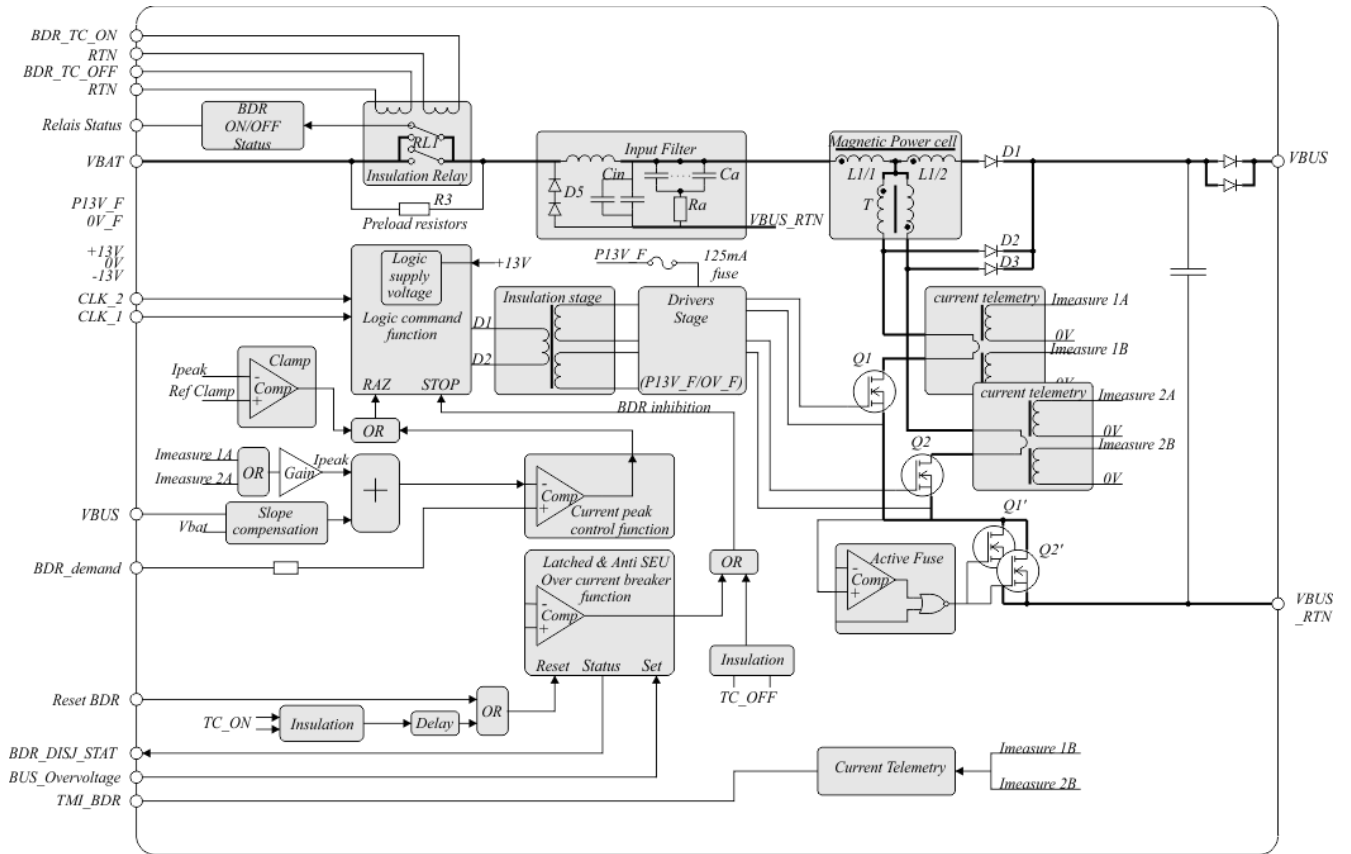 BDR_TC_ON
RTN
BDR_TC_OFF
RTN
Relais Status
BDR
ON/OFF
Status
RL1
Insulation Relay
VBAT
R3
Preload resistors
P13V_F
0V_F
+13V
0V
-13V
CLK_2
CLK_1
Input Filter
D5
Cin
Ca
Ra
VBUS_RTN
Magnetic Power cell
L1/1
L1/2
T
D1
D2
D3
VBUS
Logic
supply
voltage
+13V
Logic command
function
D1
D2
RAZ
STOP
Insulation stage
P13V_F
125mA
fuse
Drivers
Stage
(P13V_F/OV_F)
BDR inhibition
current telemetry
Imeasure 1A
0V
Imeasure 1B
0V
current telemetry
Imeasure 2A
0V
Imeasure 2B
0V
Q1
Q2
Q1'
Q2'
Clamp
Ipeak
Ref Clamp
-
+
Comp
OR
Imeasure 1A
Imeasure 2A
OR
Gain
Ipeak
+
VBUS
Vbat
Slope
compensation
-
+
Comp
Current peak
control function
BDR_demand
Latched & Anti SEU
Over current breaker
function
-
+
Comp
Reset
Status
Set
OR
Insulation
TC_OFF
Active Fuse
-
+
Comp
VBUS
_RTN
Reset BDR
TC_ON
Insulation
Delay
OR
BDR_DISJ_STAT
BUS_Overvoltage
TMI_BDR
Current Telemetry
Imeasure 1B
Imeasure 2B